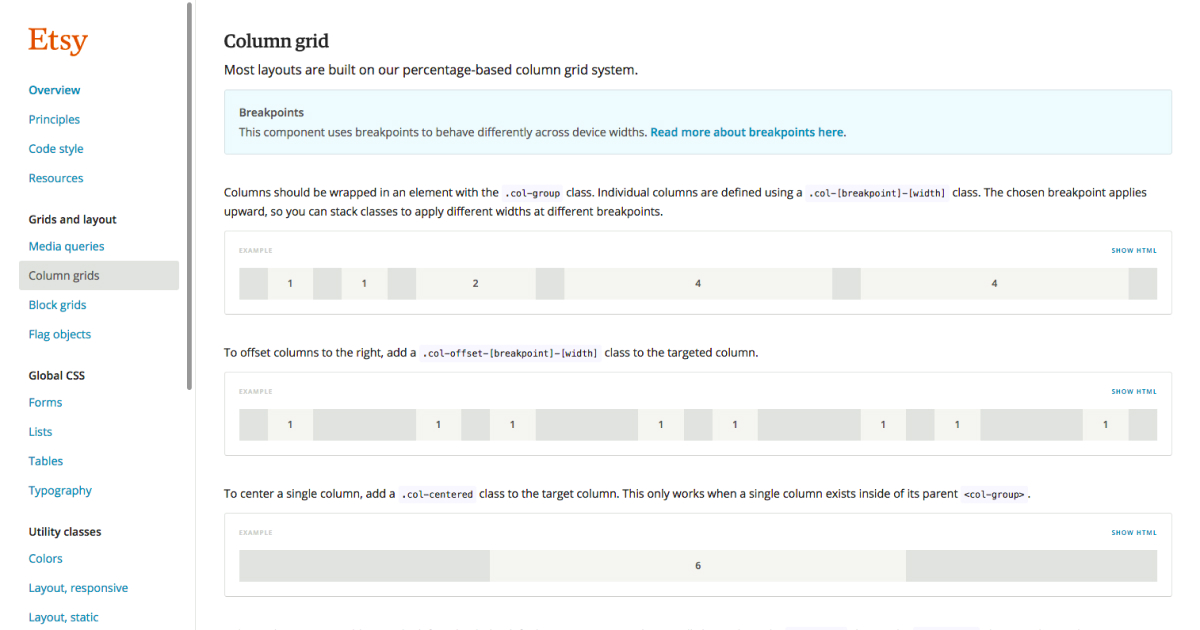 Etsy
Overview
Principles
Code style
Resources
Grids and layout
Media queries
Column grids
Block grids
Flag objects
Global CSS
Forms
Lists
Tables
Typography
Utility classes
Colors
Layout, responsive
Layout, static
Column grid
Most layouts are built on our percentage-based column grid system.
Breakpoints
This component uses breakpoints to behave differently across device widths. Read more about breakpoints here.
Columns should be wrapped in an element with the .col-group class. Individual columns are defined using a .col-[breakpoint]-[width] class. The chosen breakpoint applies
upward, so you can stack classes to apply different widths at different breakpoints.
EXAMPLE SHOW HTML
1 1 2 4 4
To offset columns to the right, add a .col-offset-[breakpoint]-[width] class to the targeted column.
EXAMPLE SHOW HTML
1 1 1 1 1 1 1 1
To center a single column, add a .col-centered class to the target column. This only works when a single column exists inside of its parent <col-group>.
EXAMPLE SHOW HTML
6